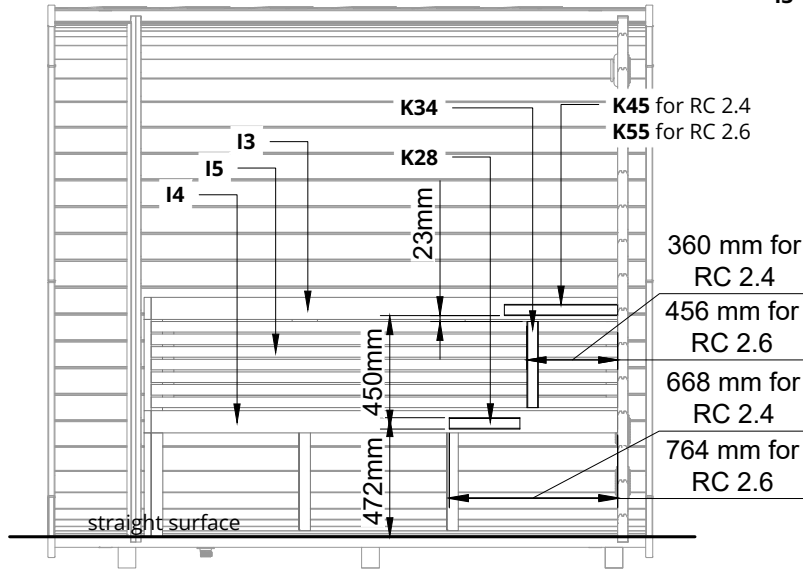 I3
K34
K45 for RC 2.4
K55 for RC 2.6
I3
K28
I5
I4
23mm
360 mm for
RC 2.4
456 mm for
RC 2.6
450mm
668 mm for
RC 2.4
764 mm for
RC 2.6
472mm
straight surface